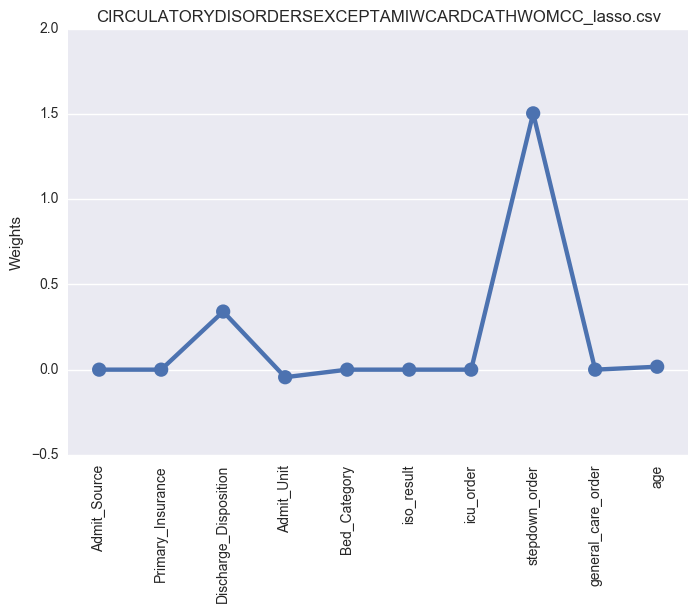 CIRCULATORYDISORDERSEXCEPTAMIWCARDCATHWOMCC_lasso.csv
2.0
1.5
1.0
0.5
0.0
−0.5
Weights
Admit_Source
Primary_Insurance
Discharge_Disposition
Admit_Unit
Bed_Category
iso_result
icu_order
stepdown_order
general_care_order
age